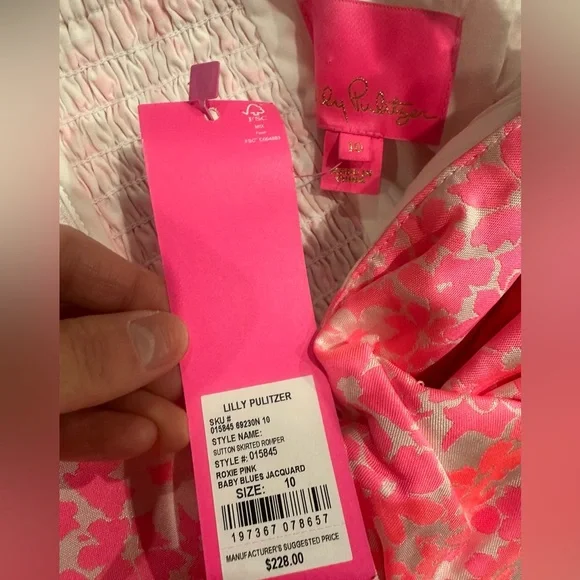 FSC
Lilly Pulitzer
10
LILLY PULITZER
SKU #
015845 69230N 10
STYLE NAME:
SUTTON SKIRTED ROMPER
STYLE #: 015845
ROXIE PINK
BABY BLUES JACQUARD
SIZE: 10
197367 078657
MANUFACTURER'S SUGGESTED PRICE
$228.00